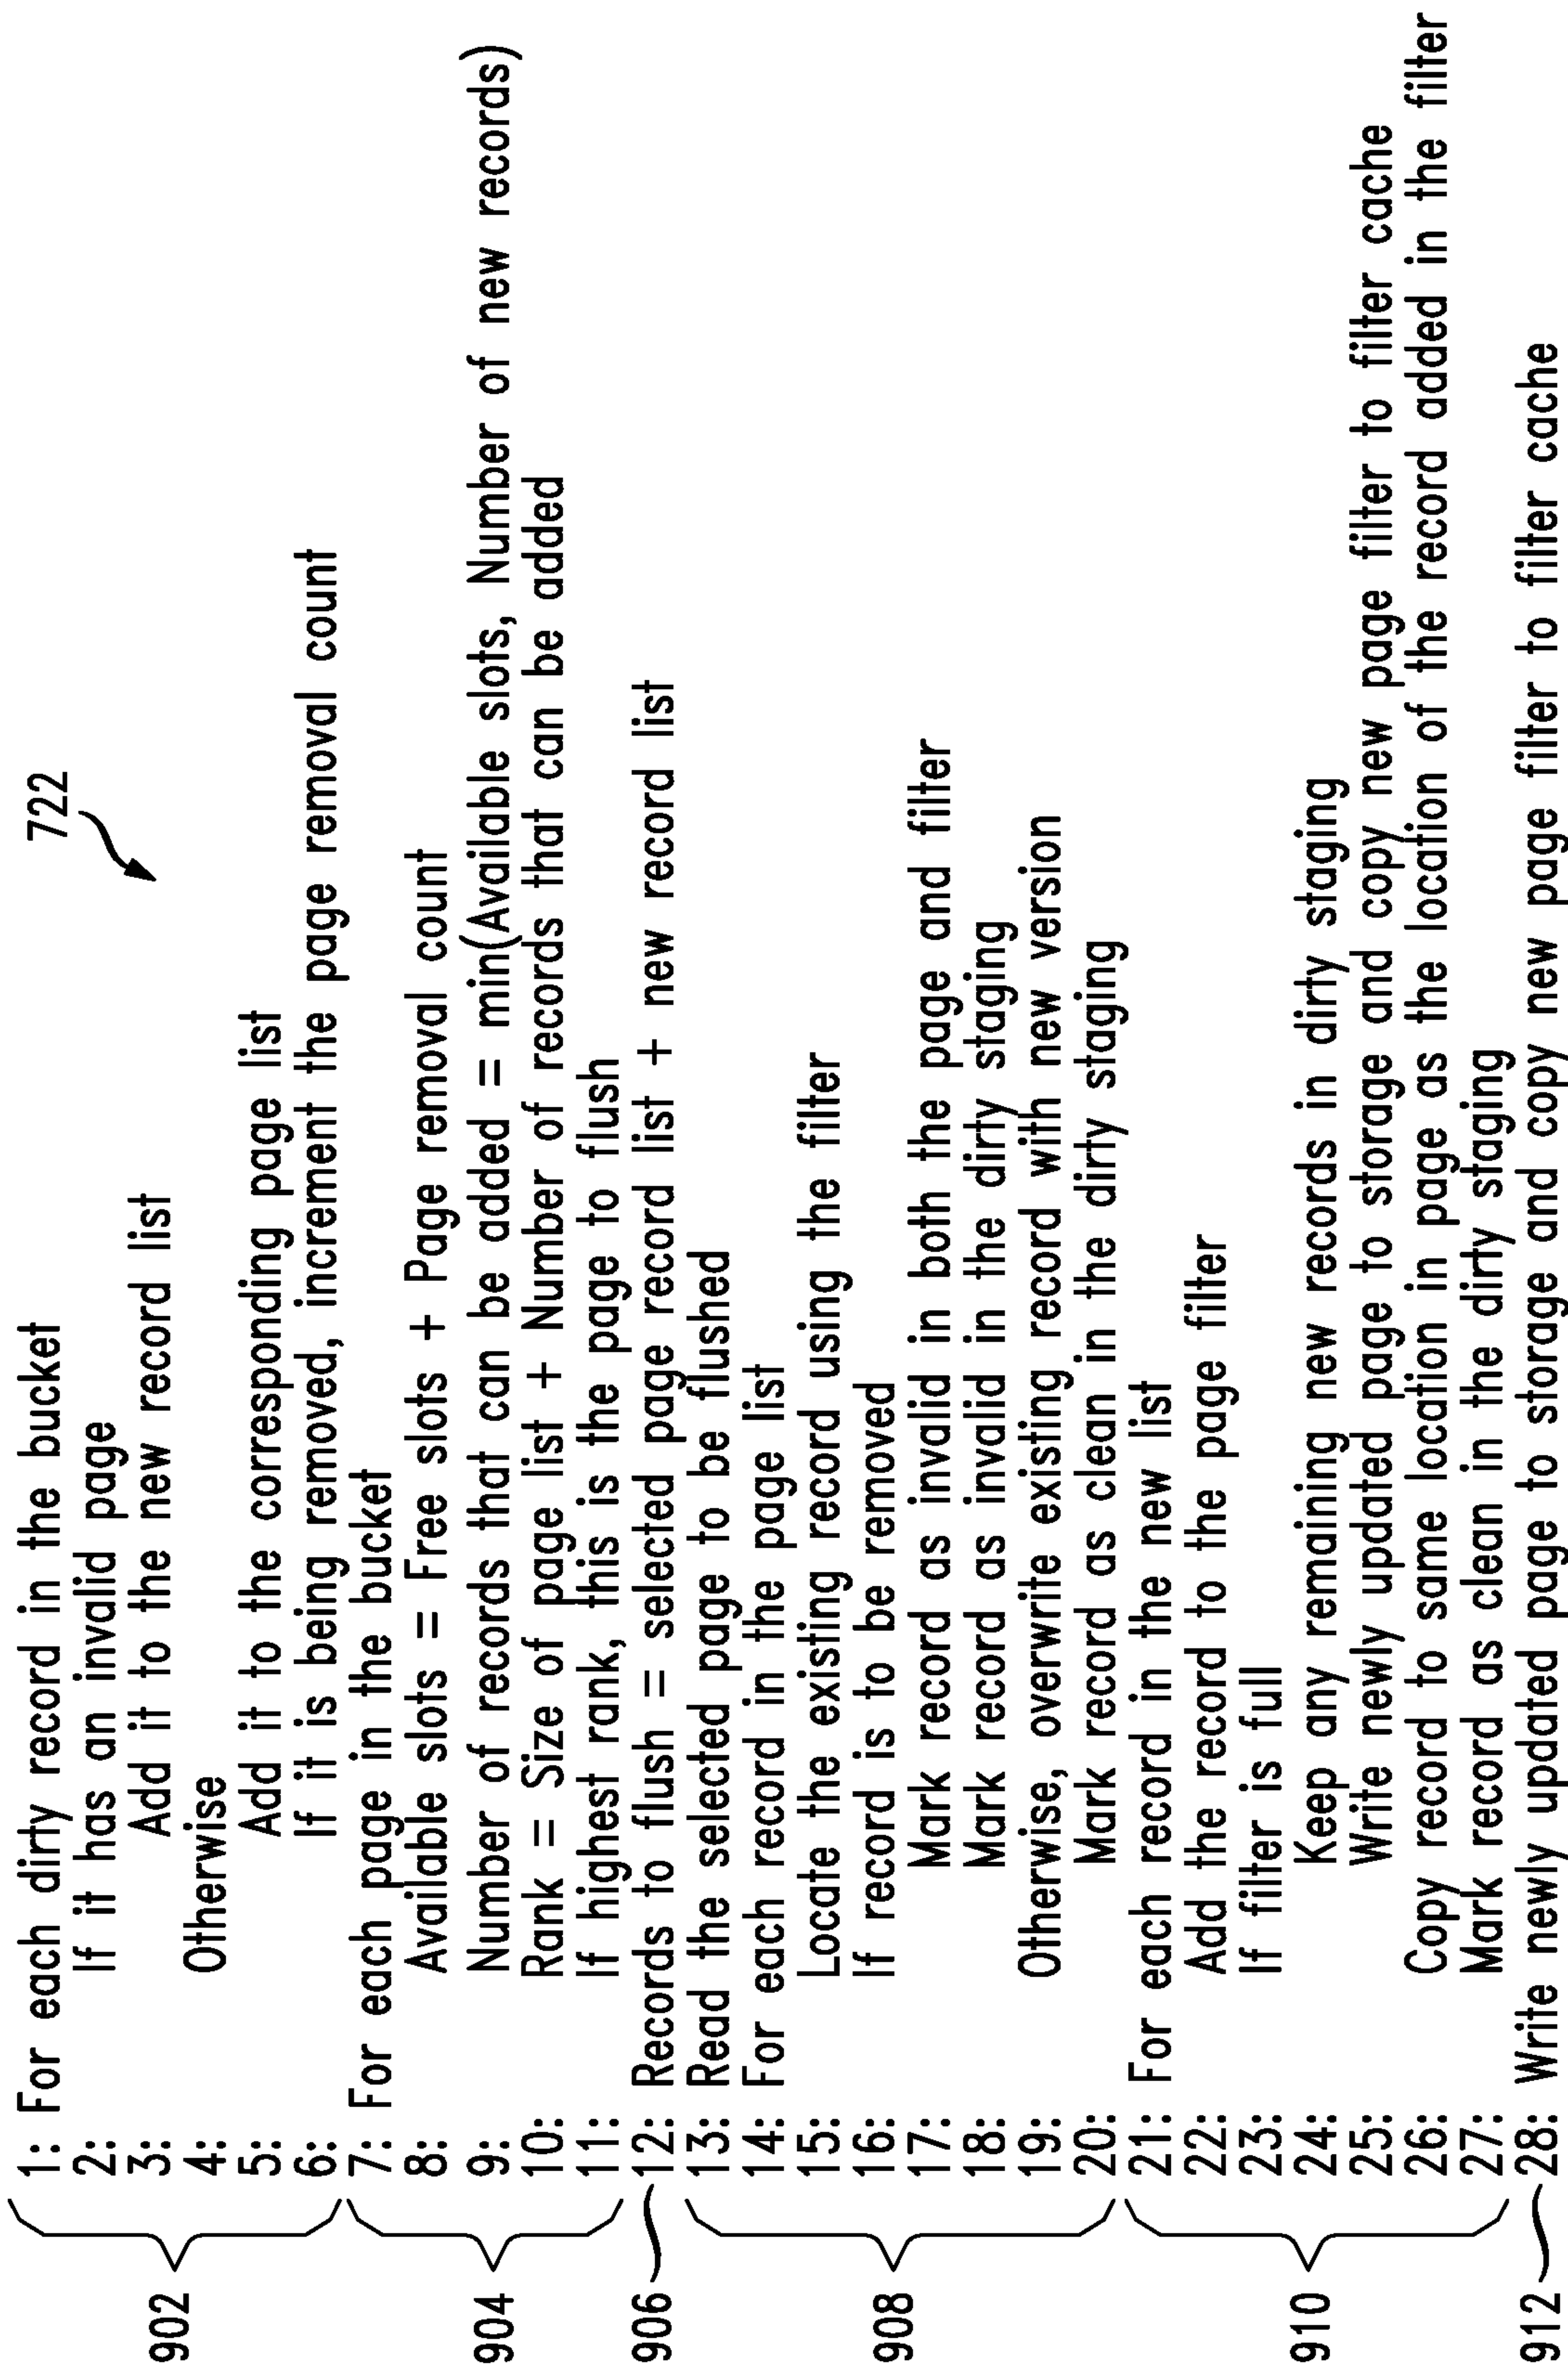 722
902
1: For each dirty record in the bucket
2: If it has an invalid page
3: Add it to the new record list
4: Otherwise
5: Add it to the corresponding page list
6: If it is being removed, increment the page removal count
904
7: For each page in the bucket
8: Available slots = Free slots + Page removal count
9: Number of records that can be added = min(Available slots, Number of new records)
10: Rank = Size of page list + Number of records that can be added
11: If highest rank, this is the page to flush
906
12: Records to flush = selected page record list + new record list
908
13: Read the selected page to be flushed
14: For each record in the page list
15: Locate the existing record using the filter
16: If record is to be removed
17: Mark record as invalid in both the page and filter
18: Mark record as invalid in the dirty staging
19: Otherwise, overwrite existing record with new version
20: Mark record as clean in the dirty staging
910
21: For each record in the new list
22: Add the record to the page filter
23: If filter is full
24: Keep any remaining new records in dirty staging
25: Write newly updated page to storage and copy new page filter to filter cache
26: Copy record to same location in page as the location of the record added in the filter
27: Mark record as clean in the dirty staging
912
28: Write newly updated page to storage and copy new page filter to filter cache